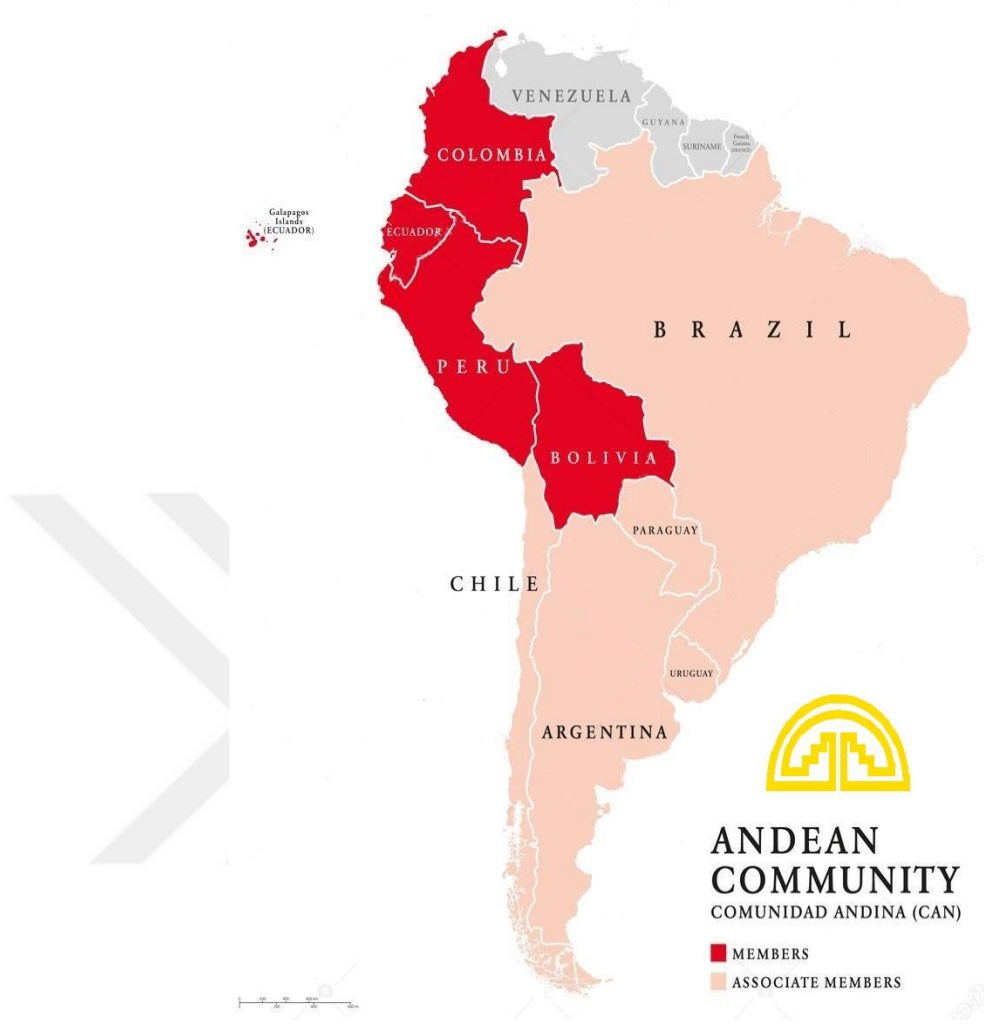 VENEZUELA
GUYANA
SURINAME
French
Guiana
(FRANCE)
COLOMBIA
Galapagos
Islands
(ECUADOR)
ECUADOR
BRAZIL
PERU
BOLIVIA
PARAGUAY
CHILE
URUGUAY
ARGENTINA
ANDEAN
COMMUNITY
COMUNIDAD ANDINA (CAN)
MEMBERS
ASSOCIATE MEMBERS